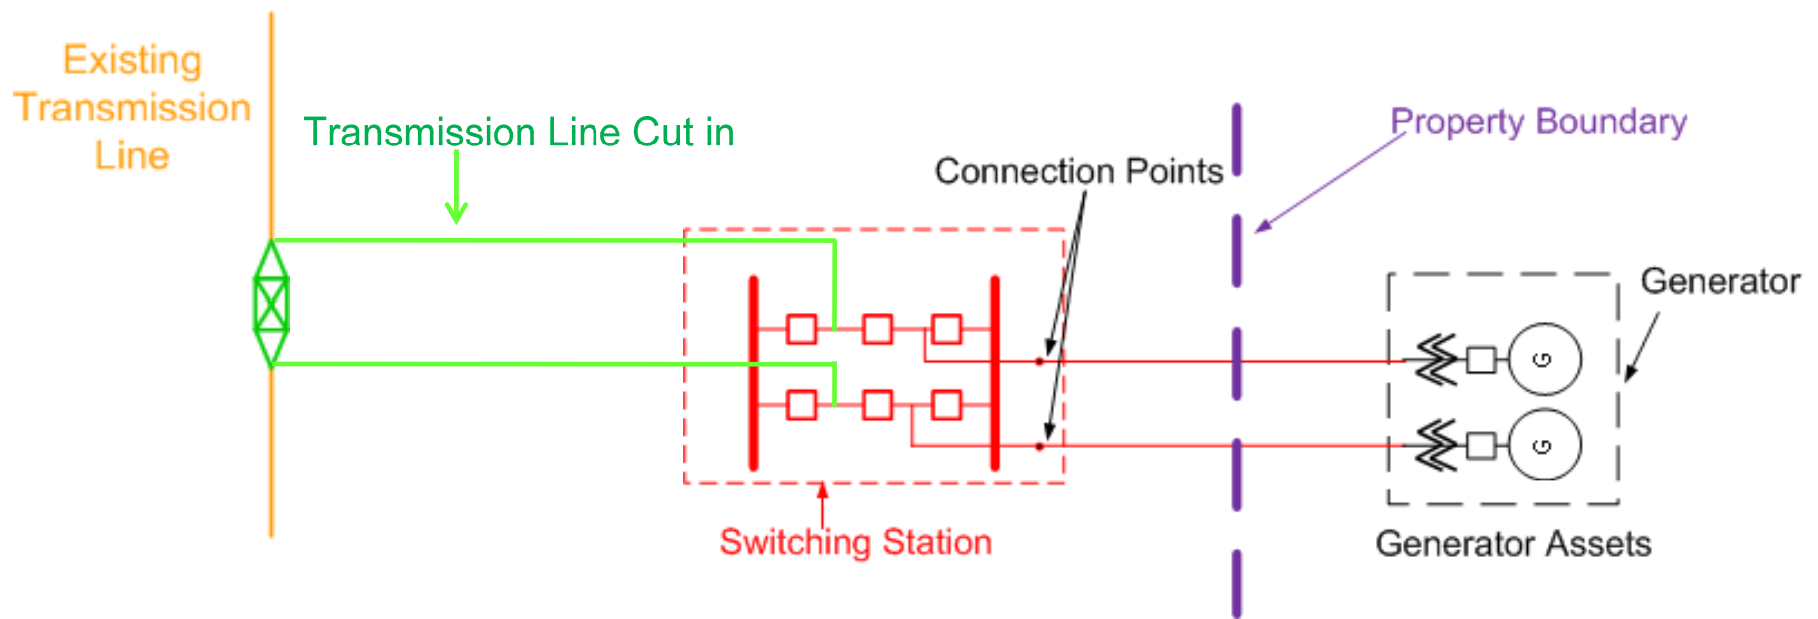 Existing
Transmission
Line
Transmission Line Cut in
Connection Points
Property Boundary
Generator
G
G
Switching Station
Generator Assets